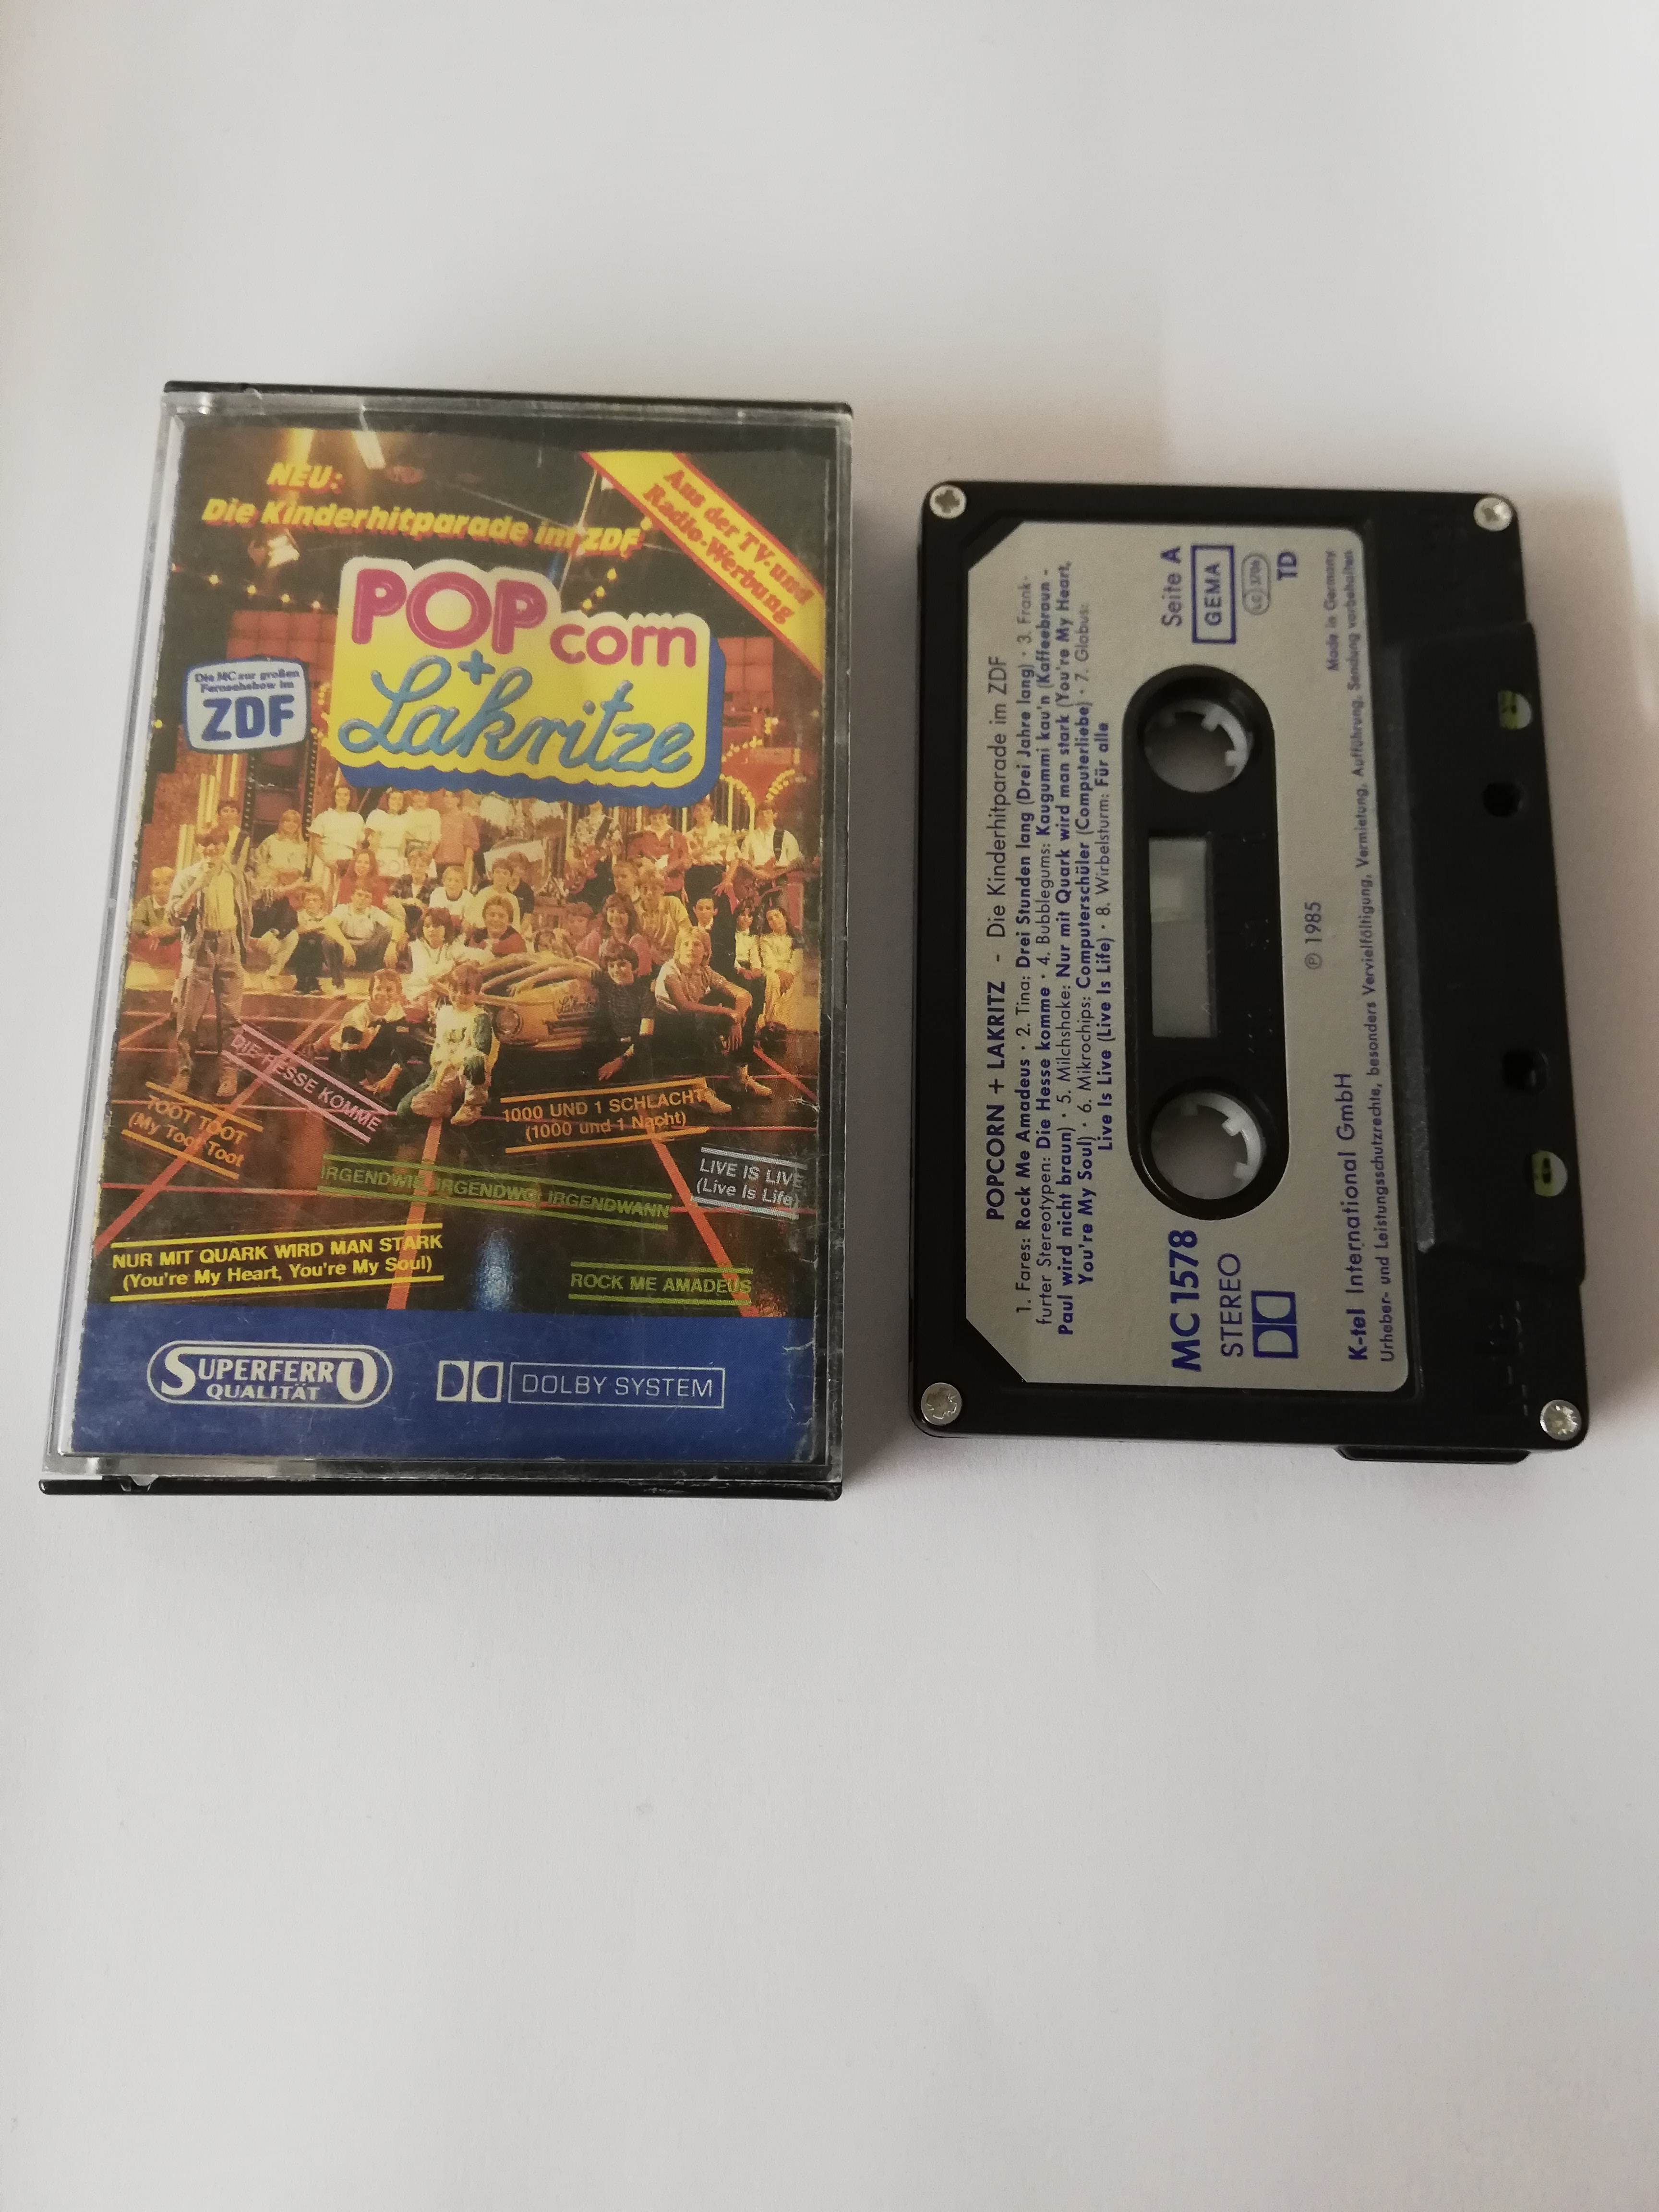 NEU:
Die Kinderhitparade im ZDF
Aus der TV- und
Radio-Werbung
POPcorn
+
Lakritze
Die MC zur großen
Fernsehshow im
ZDF
Lakritze
DIE HESSE KOMME
TOOT TOOT
(My Toot Toot
1000 UND 1 SCHLACHT
(1000 und 1 Nacht)
IRGENDWIE, IRGENDWO, IRGENDWANN
LIVE IS LIVE
(Live Is Life)
NUR MIT QUARK WIRD MAN STARK
(You're My Heart, You're My Soul)
ROCK ME AMADEUS
SUPERFERRO
QUALITÄT
DOLBY SYSTEM
POPCORN + LAKRITZ - Die Kinderhitparade im ZDF
1. Fares: Rock Me Amadeus · 2. Tina: Drei Stunden lang (Drei Jahre lang) · 3. Frank-
furter Stereotypen: Die Hesse komme · 4. Bubblegums: Kaugummi kau'n (Kaffeebraun -
Paul wird nicht braun) · 5. Milchshake: Nur mit Quark wird man stark (You're My Heart,
You're My Soul) · 6. Mikrochips: Computerschüler (Computerliebe) · 7. Globus:
Live Is Live (Live Is Life) · 8. Wirbelsturm: Für alle
MC 1578
STEREO
Seite A
GEMA
LC 3706
TD
℗ 1985
Made in Germany
K-tel International GmbH
Urheber- und Leistungsschutzrechte, besonders Vervielfältigung, Vermietung, Aufführung, Sendung vorbehalten